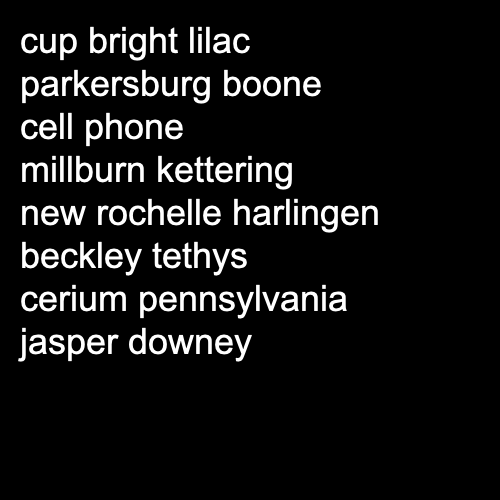 cup bright lilac
parkersburg boone
cell phone
millburn kettering
new rochelle harlingen
beckley tethys
cerium pennsylvania
jasper downey